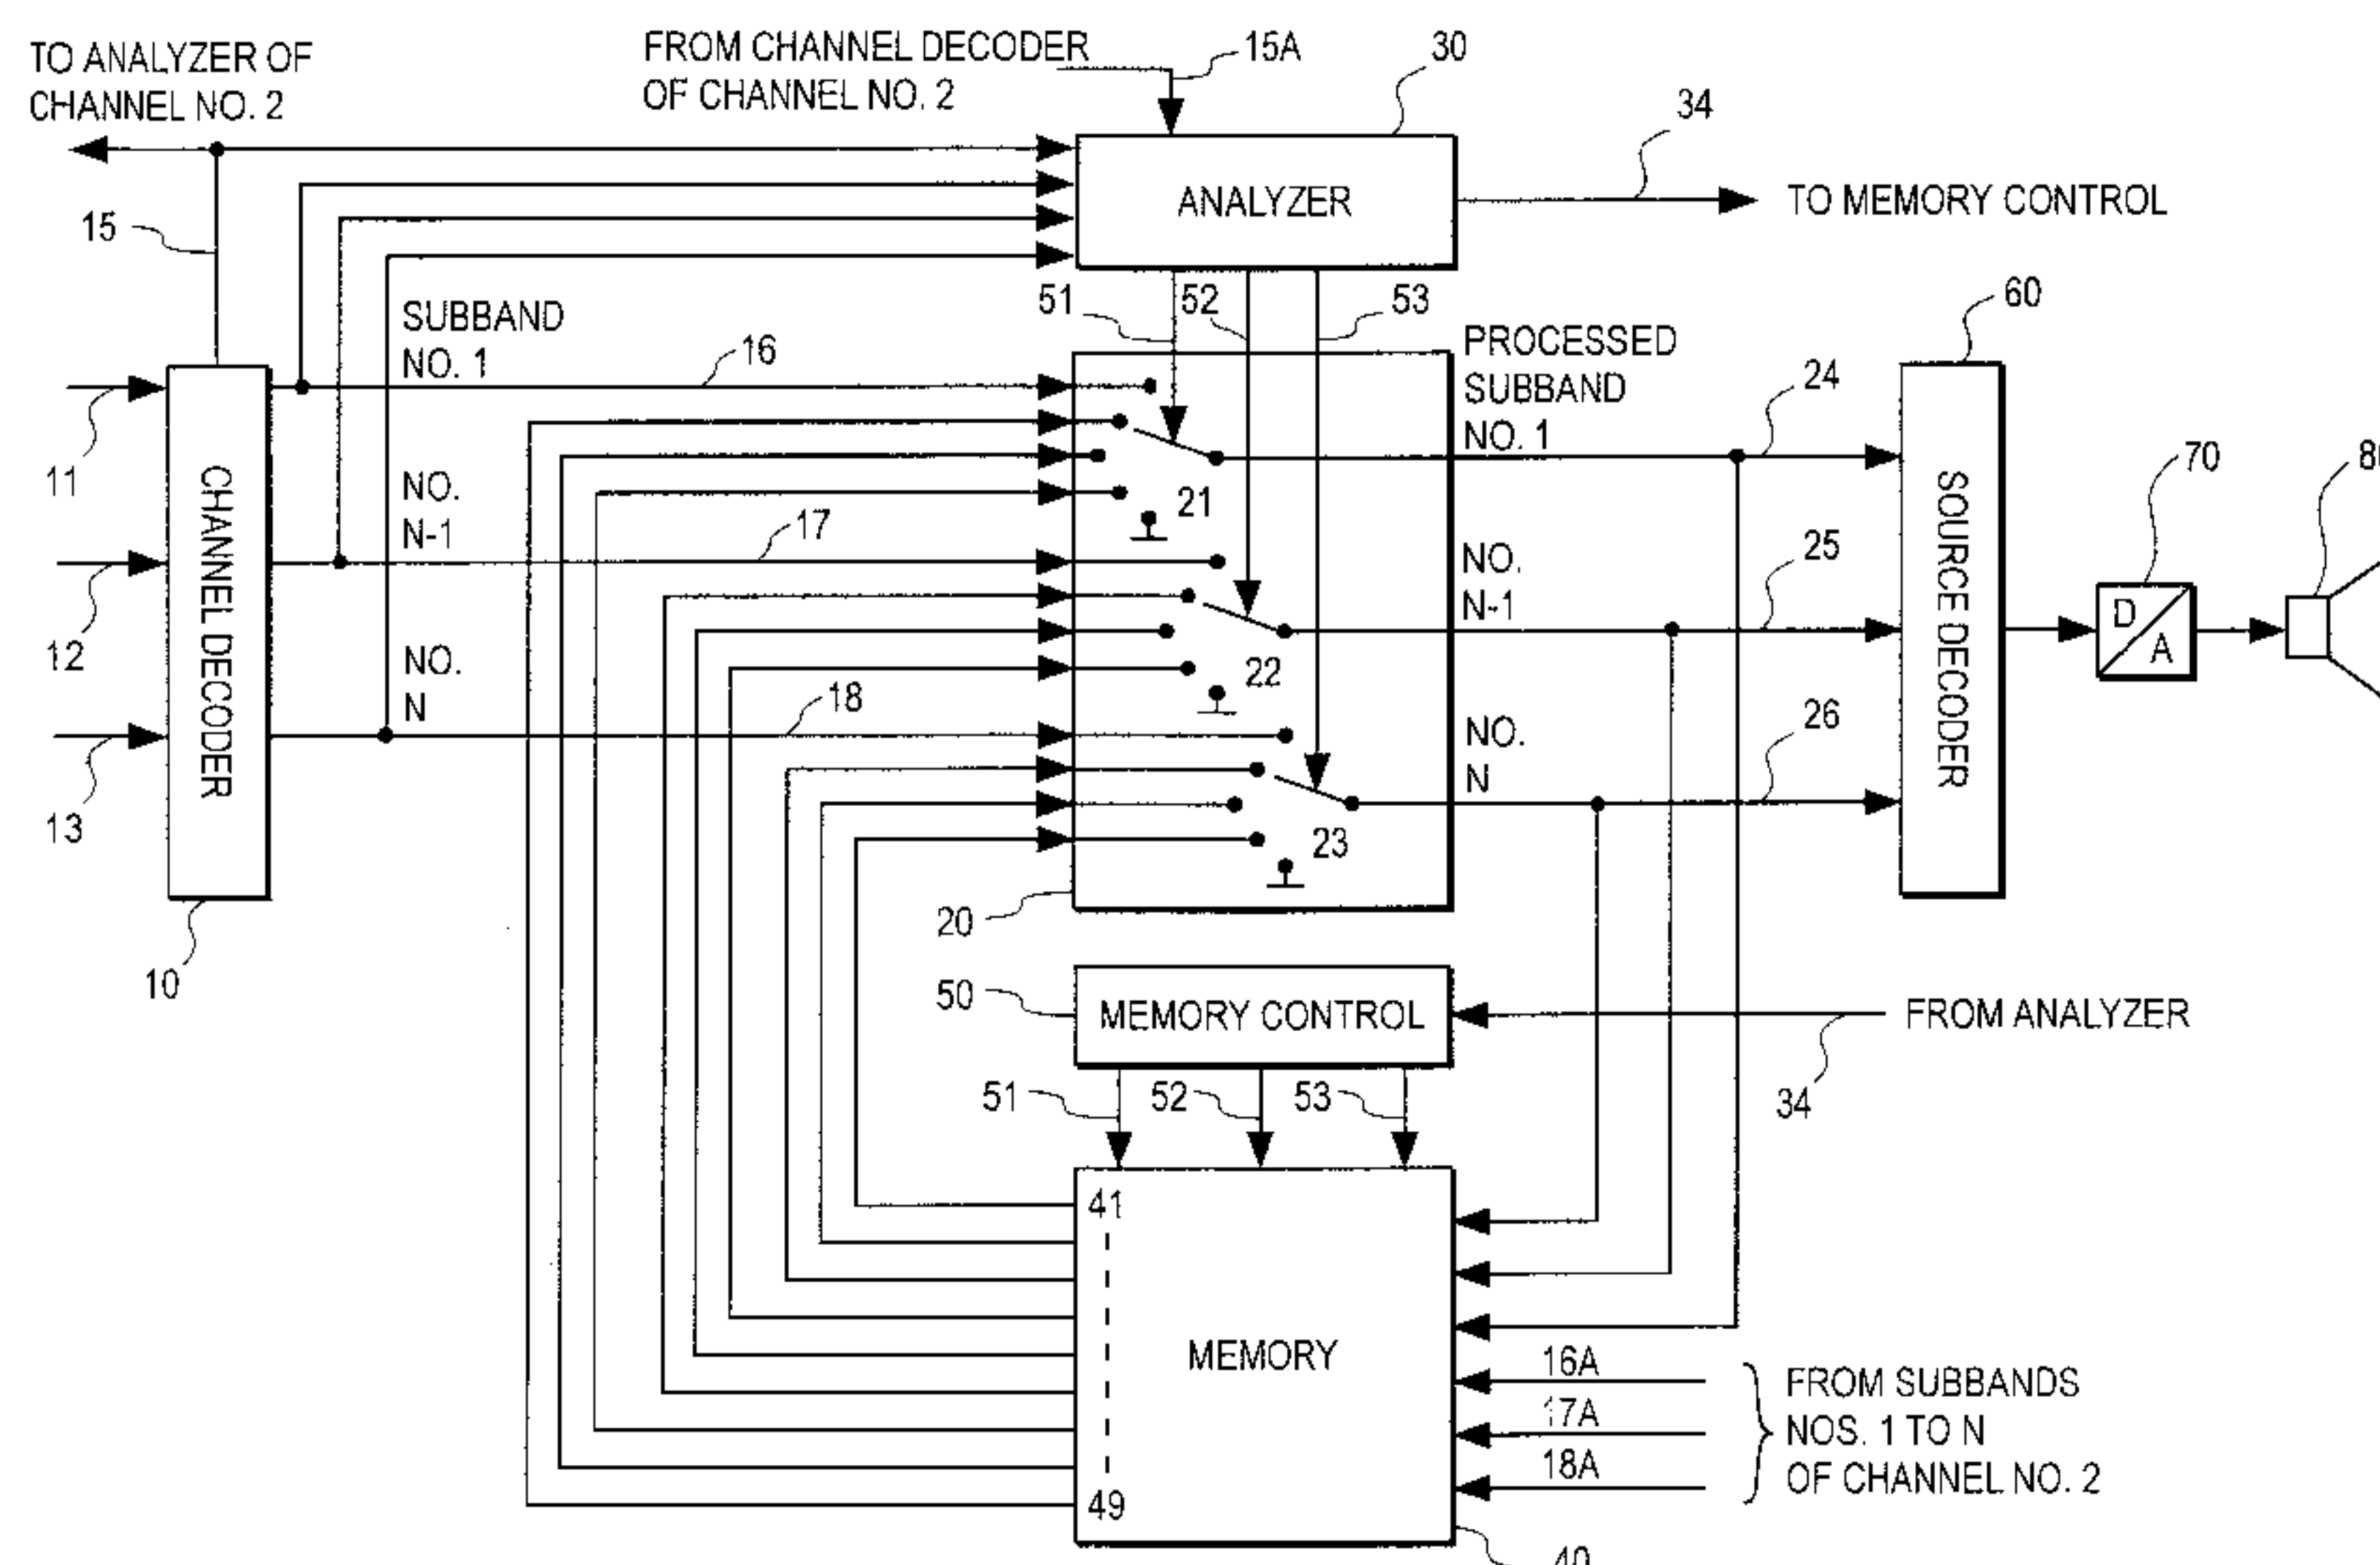 TO ANALYZER OF
CHANNEL NO. 2
FROM CHANNEL DECODER
OF CHANNEL NO. 2
15A
30
34
ANALYZER
TO MEMORY CONTROL
15
51
52
53
60
SUBBAND
NO. 1
16
PROCESSED
SUBBAND
NO. 1
24
11
CHANNEL DECODER
NO.
N-1
17
21
NO.
N-1
25
SOURCE DECODER
70
D
A
12
NO.
N
18
22
NO.
N
26
13
23
20
10
50
MEMORY CONTROL
FROM ANALYZER
34
51
52
53
41
MEMORY
49
16A
17A
18A
FROM SUBBANDS
NOS. 1 TO N
OF CHANNEL NO. 2